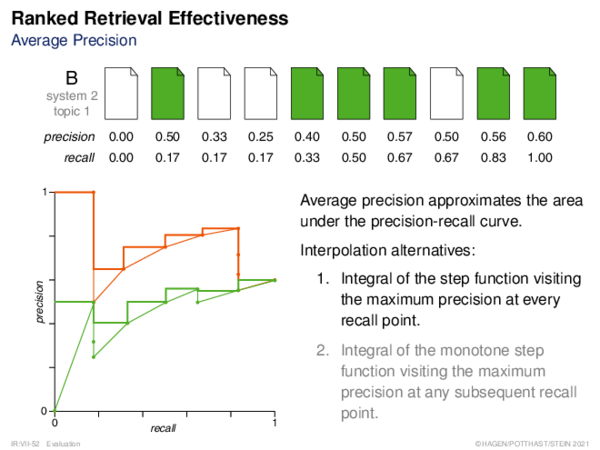 Ranked Retrieval Effectiveness
Average Precision
B
system 2
topic 1
precision 0.00 0.50 0.33 0.25 0.40 0.50 0.57 0.50 0.56 0.60
recall 0.00 0.17 0.17 0.17 0.33 0.50 0.67 0.67 0.83 1.00
1
precision
0
0
recall
1
Average precision approximates the area
under the precision-recall curve.
Interpolation alternatives:
1. Integral of the step function visiting
the maximum precision at every
recall point.
2. Integral of the monotone step
function visiting the maximum
precision at any subsequent recall
point.
IR:VII-52 Evaluation
©HAGEN/POTTHAST/STEIN 2021